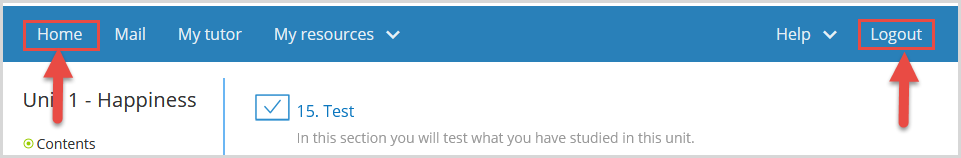 Home Mail My tutor My resources Help Logout
Unit 1 - Happiness
15. Test
In this section you will test what you have studied in this unit.
Contents